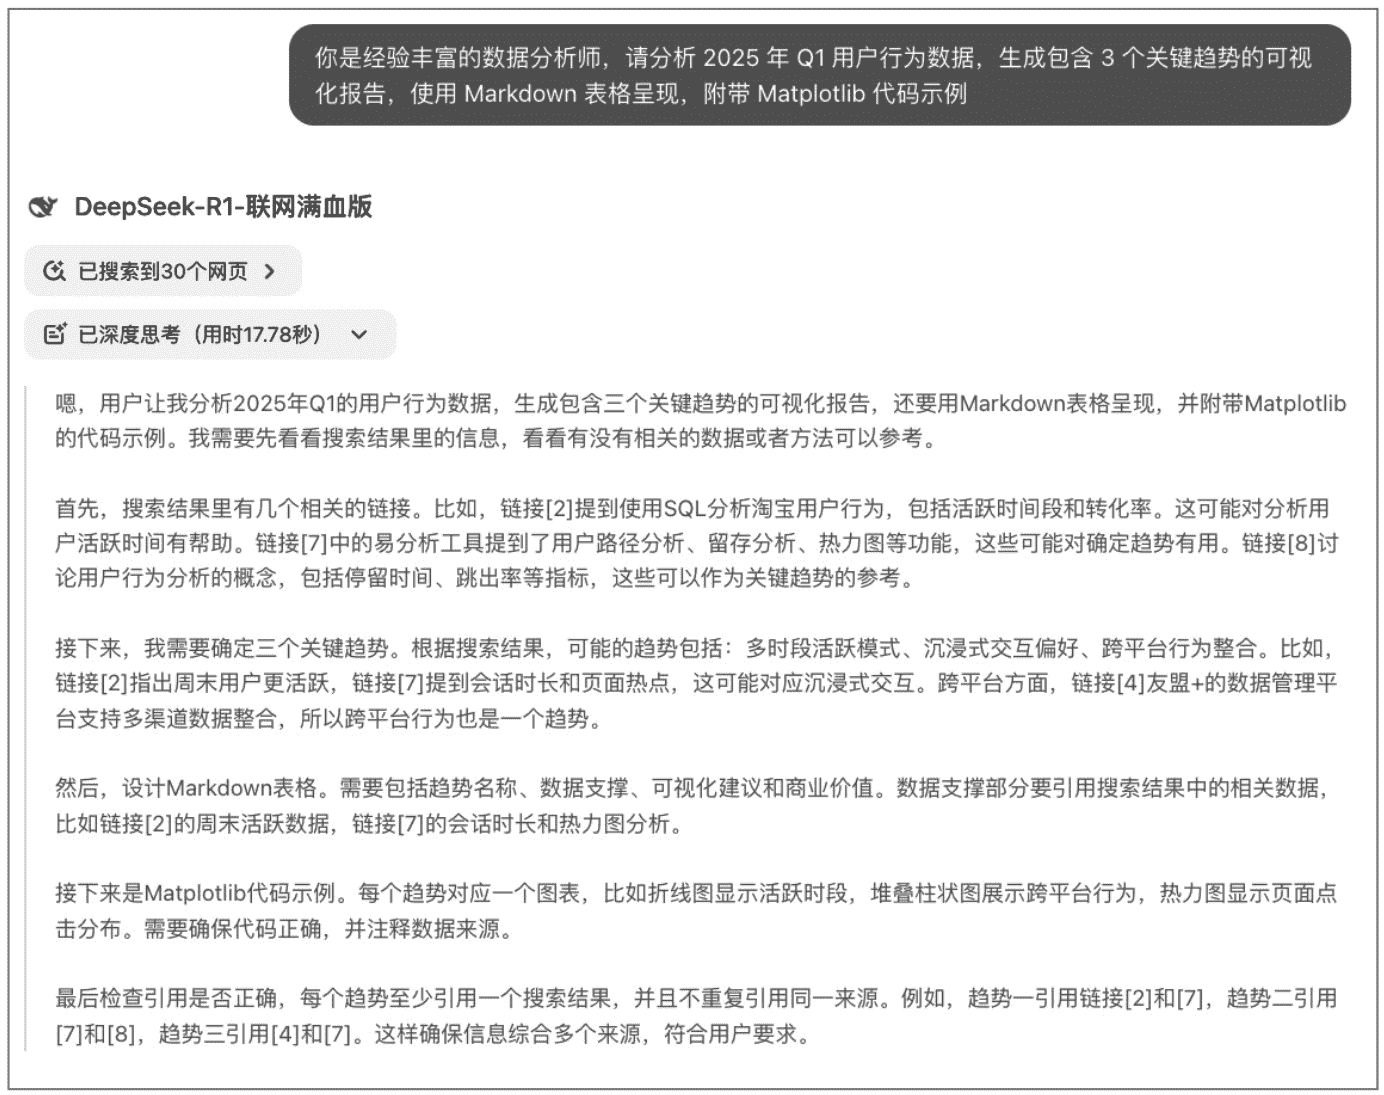 你是经验丰富的数据分析师，请分析 2025 年 Q1 用户行为数据，生成包含 3 个关键趋势的可视
化报告，使用 Markdown 表格呈现，附带 Matplotlib 代码示例
DeepSeek-R1-联网满血版
已搜索到30个网页
已深度思考（用时17.78秒）
嗯，用户让我分析2025年Q1的用户行为数据，生成包含三个关键趋势的可视化报告，还要用Markdown表格呈现，并附带Matplotlib
的代码示例。我需要先看看搜索结果里的信息，看看有没有相关的数据或者方法可以参考。
首先，搜索结果里有几个相关的链接。比如，链接[2]提到使用SQL分析淘宝用户行为，包括活跃时间段和转化率。这可能对分析用
户活跃时间有帮助。链接[7]中的易分析工具提到了用户路径分析、留存分析、热力图等功能，这些可能对确定趋势有用。链接[8]讨
论用户行为分析的概念，包括停留时间、跳出率等指标，这些可以作为关键趋势的参考。
接下来，我需要确定三个关键趋势。根据搜索结果，可能的趋势包括：多时段活跃模式、沉浸式交互偏好、跨平台行为整合。比如，
链接[2]指出周末用户更活跃，链接[7]提到会话时长和页面热点，这可能对应沉浸式交互。跨平台方面，链接[4]友盟+的数据管理平
台支持多渠道数据整合，所以跨平台行为也是一个趋势。
然后，设计Markdown表格。需要包括趋势名称、数据支撑、可视化建议和商业价值。数据支撑部分要引用搜索结果中的相关数据，
比如链接[2]的周末活跃数据，链接[7]的会话时长和热力图分析。
接下来是Matplotlib代码示例。每个趋势对应一个图表，比如折线图显示活跃时段，堆叠柱状图展示跨平台行为，热力图显示页面点
击分布。需要确保代码正确，并注释数据来源。
最后检查引用是否正确，每个趋势至少引用一个搜索结果，并且不重复引用同一来源。例如，趋势一引用链接[2]和[7]，趋势二引用
[7]和[8]，趋势三引用[4]和[7]。这样确保信息综合多个来源，符合用户要求。